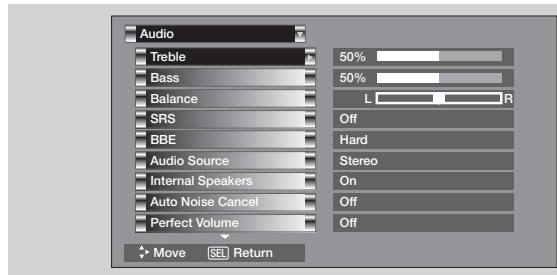 Audio
Treble 50%
Bass 50%
Balance L R
SRS Off
BBE Hard
Audio Source Stereo
Internal Speakers On
Auto Noise Cancel Off
Perfect Volume Off
Move SEL Return